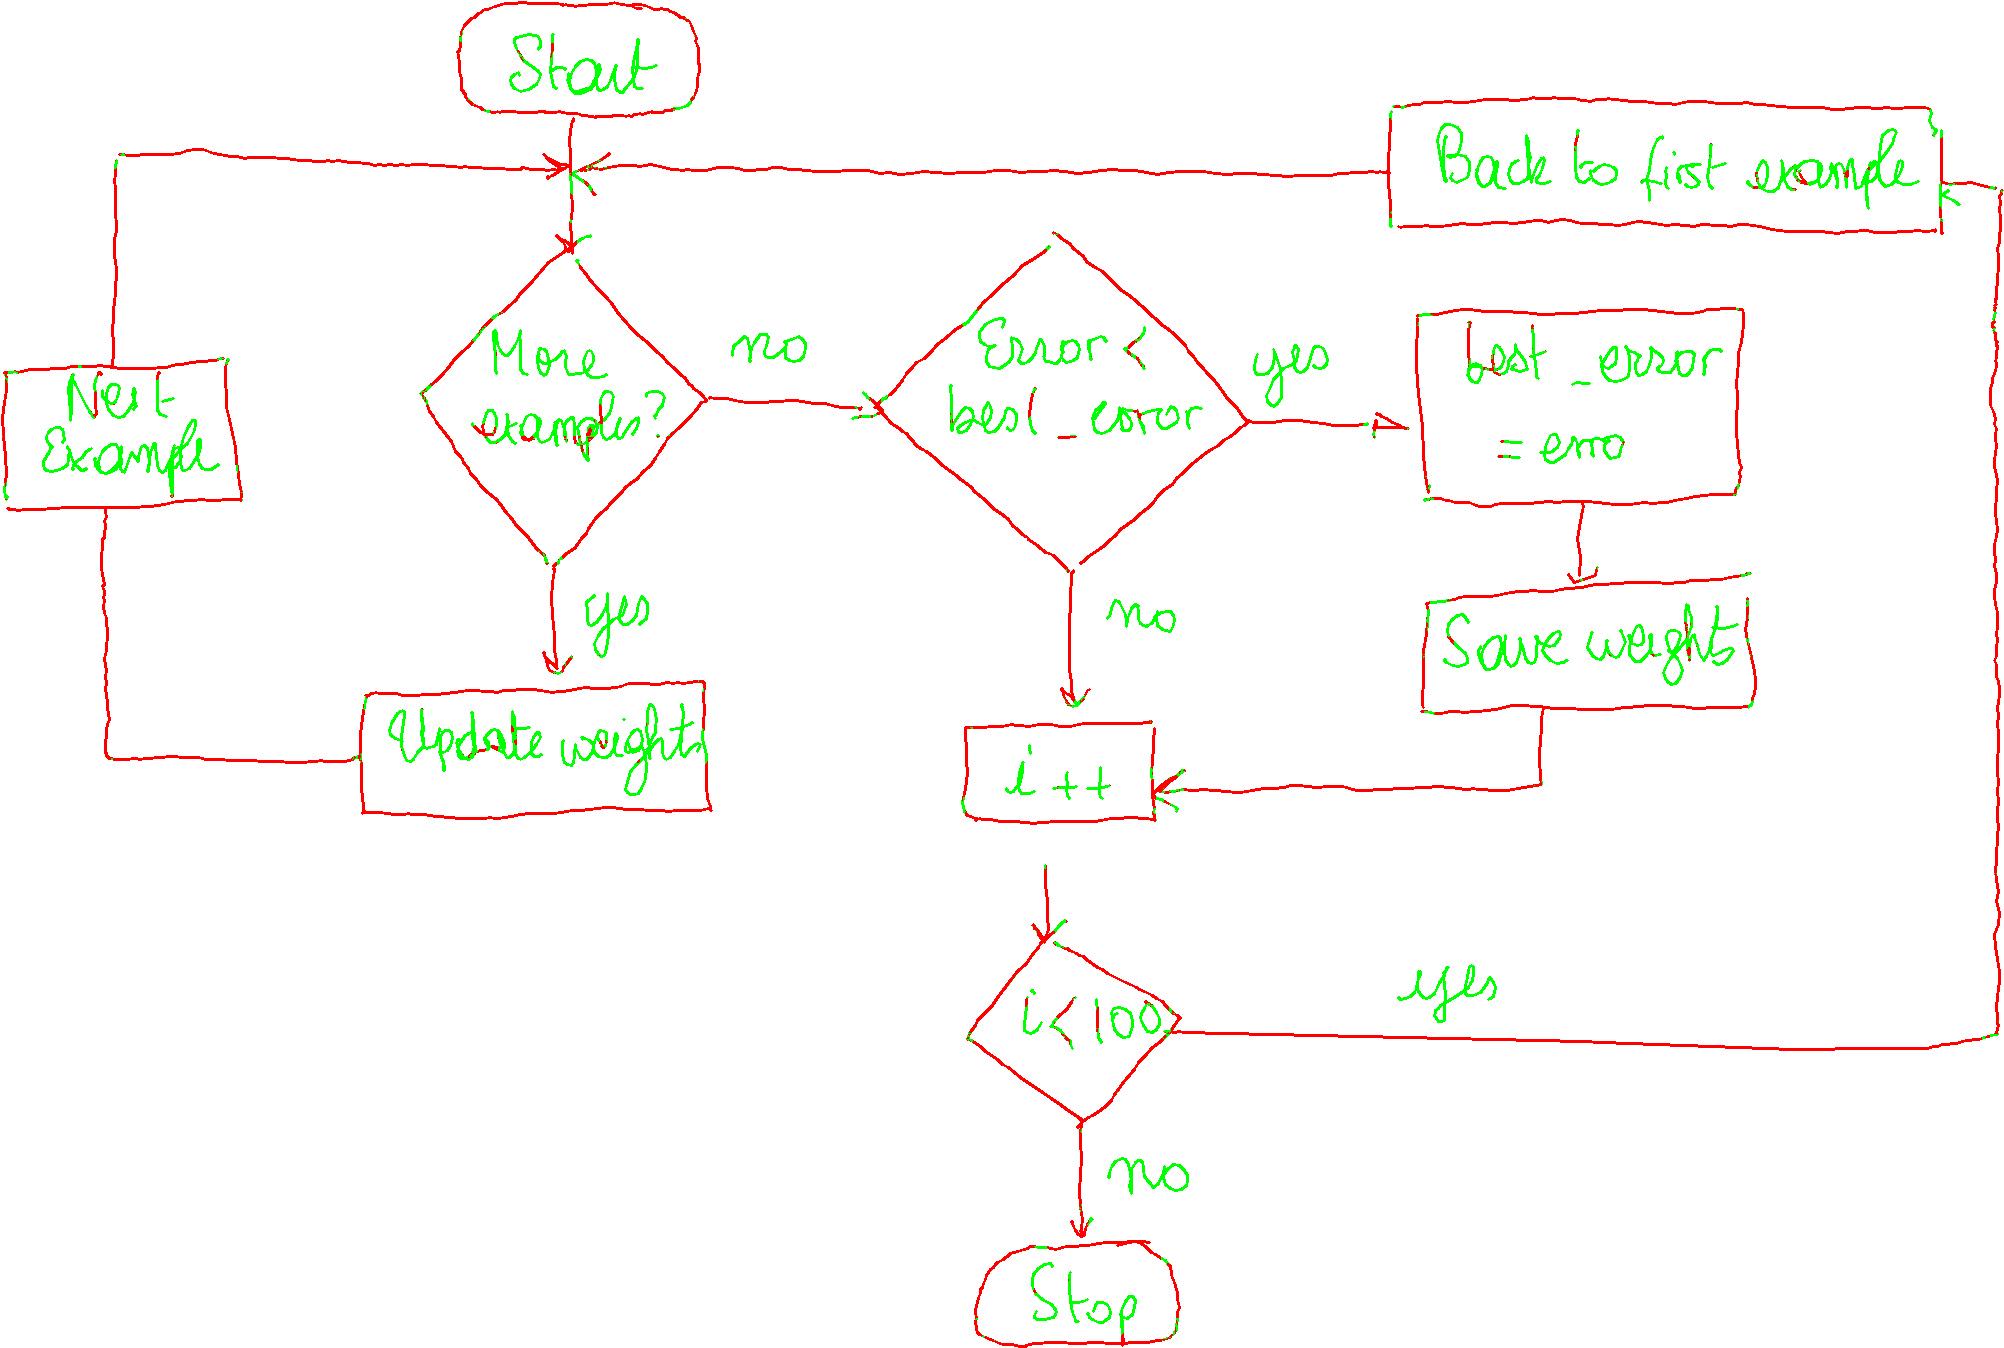 Start
Back to first example
More
examples?
no
Error <
best_error
yes
best_error
= erro
Next
Example
yes
no
Save weights
Update weights
i++
i<100
yes
no
Stop